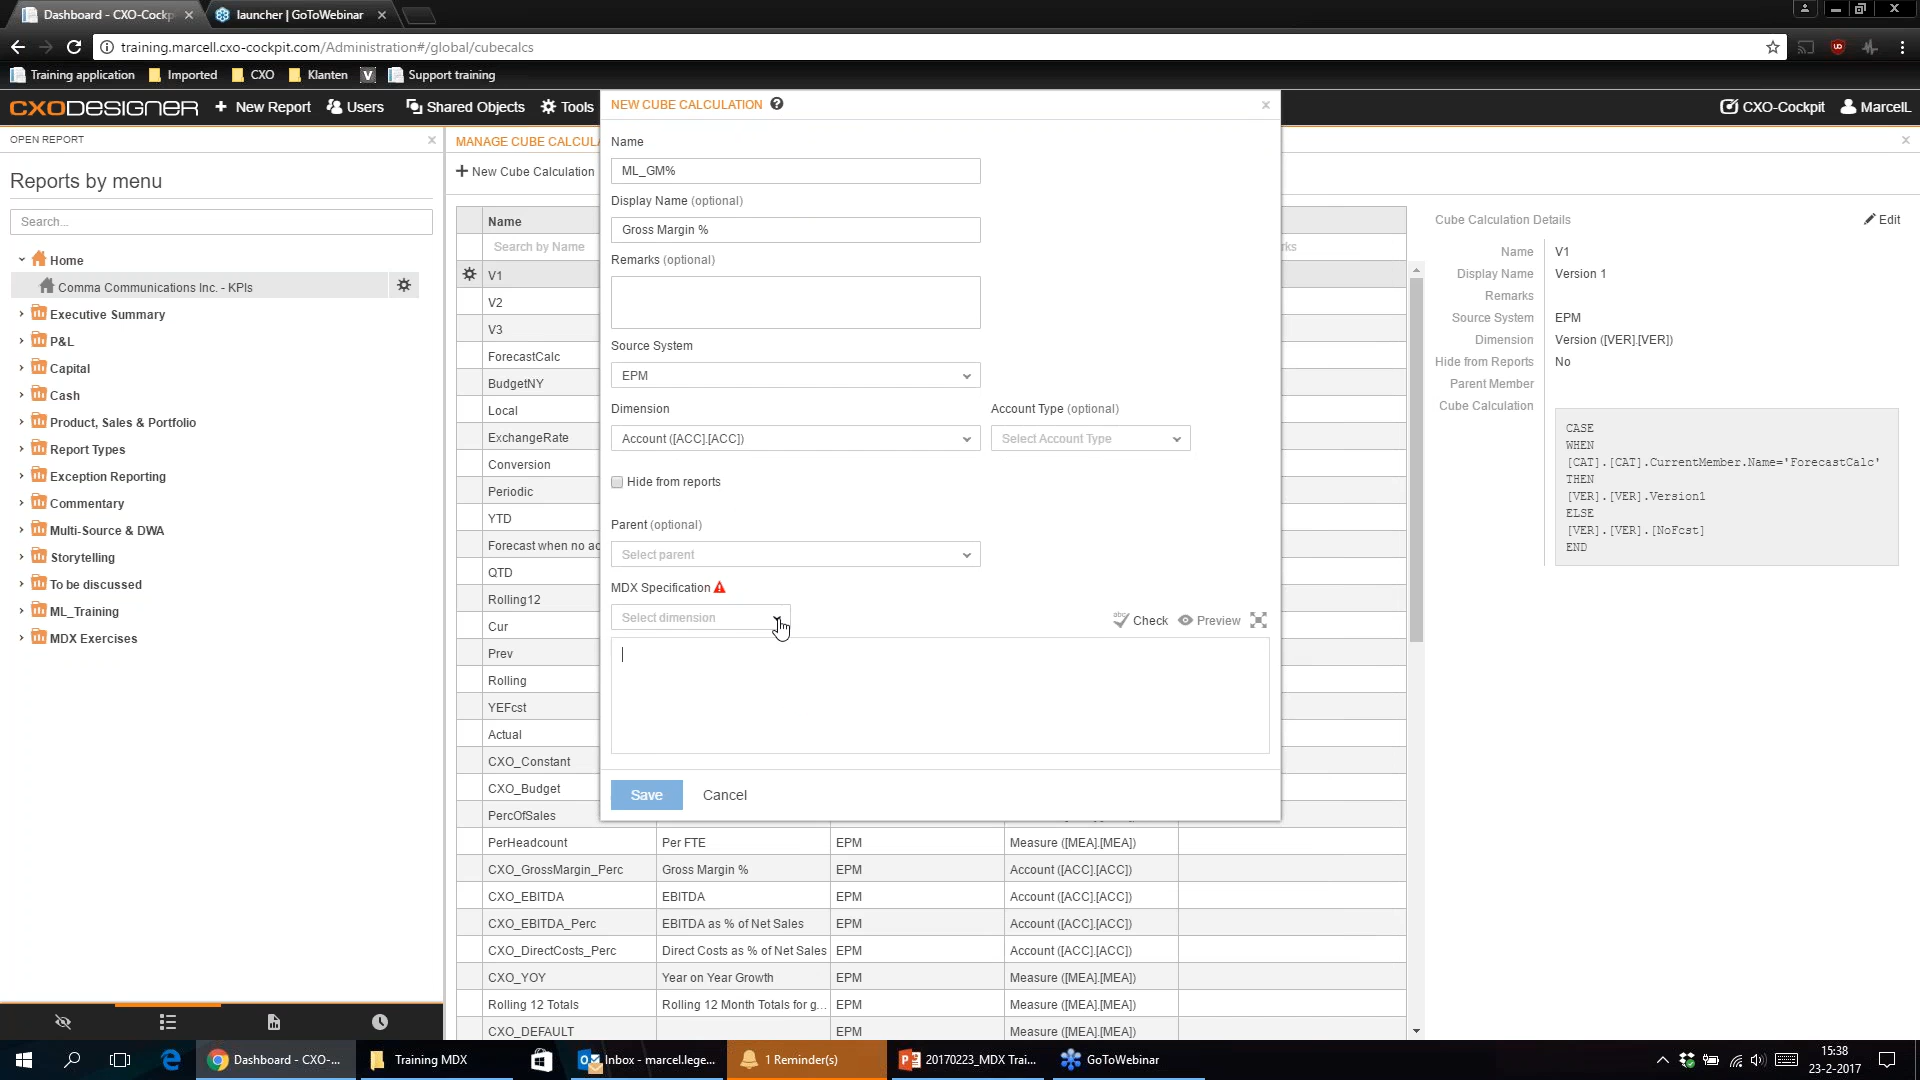 Dashboard - CXO-Cockp
launcher | GoToWebinar
training.marcell.cxo-cockpit.com/Administration#/global/cubecalcs
Training application
Imported
CXO
Klanten
V
Support training
CXODESIGNER
New Report
Users
Shared Objects
Tools
CXO-Cockpit
MarcelL
OPEN REPORT
Reports by menu
Search...
Home
Comma Communications Inc. - KPIs
Executive Summary
P&L
Capital
Cash
Product, Sales & Portfolio
Report Types
Exception Reporting
Commentary
Multi-Source & DWA
Storytelling
To be discussed
ML_Training
MDX Exercises
MANAGE CUBE CALCULA
New Cube Calculation
Name
Search by Name
rks
V1
V2
V3
ForecastCalc
BudgetNY
Local
ExchangeRate
Conversion
Periodic
YTD
Forecast when no ac
QTD
Rolling12
Cur
Prev
Rolling
YEFcst
Actual
CXO_Constant
CXO_Budget
PercOfSales
PerHeadcount Per FTE EPM Measure ([MEA].[MEA])
CXO_GrossMargin_Perc Gross Margin % EPM Account ([ACC].[ACC])
CXO_EBITDA EBITDA EPM Account ([ACC].[ACC])
CXO_EBITDA_Perc EBITDA as % of Net Sales EPM Account ([ACC].[ACC])
CXO_DirectCosts_Perc Direct Costs as % of Net Sales EPM Account ([ACC].[ACC])
CXO_YOY Year on Year Growth EPM Measure ([MEA].[MEA])
Rolling 12 Totals Rolling 12 Month Totals for g... EPM Measure ([MEA].[MEA])
CXO_DEFAULT EPM Measure ([MEA].[MEA])
NEW CUBE CALCULATION
Name
ML_GM%
Display Name (optional)
Gross Margin %
Remarks (optional)
Source System
EPM
Dimension
Account Type (optional)
Account ([ACC].[ACC])
Select Account Type
Hide from reports
Parent (optional)
Select parent
MDX Specification
Select dimension
Check
Preview
Save
Cancel
Cube Calculation Details
Edit
Name V1
Display Name Version 1
Remarks
Source System EPM
Dimension Version ([VER].[VER])
Hide from Reports No
Parent Member
Cube Calculation
CASE
WHEN
[CAT].[CAT].CurrentMember.Name='ForecastCalc'
THEN
[VER].[VER].Version1
ELSE
[VER].[VER].[NoFcst]
END
Dashboard - CXO-...
Training MDX
Inbox - marcel.lege...
1 Reminder(s)
20170223_MDX Trai...
GoToWebinar
15:38
23-2-2017